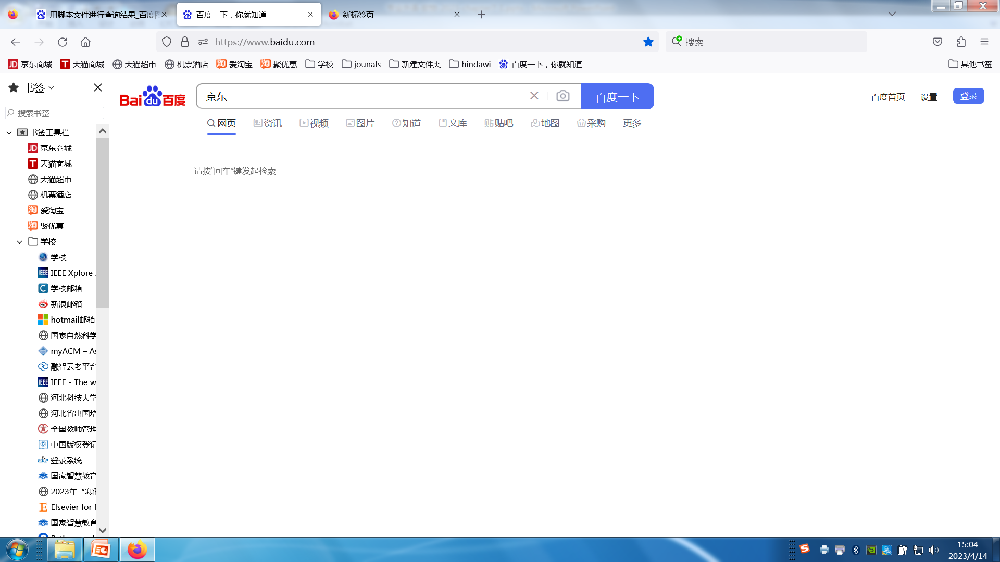 用脚本文件进行查询结果_百度图
百度一下，你就知道
新标签页
https://www.baidu.com
搜索
京东商城
天猫商城
天猫超市
机票酒店
爱淘宝
聚优惠
学校
jounals
新建文件夹
hindawi
百度一下，你就知道
其他书签
书签
Bai du 百度
京东
百度一下
百度首页
设置
登录
搜索书签
网页
资讯
视频
图片
知道
文库
贴吧
地图
采购
更多
请按“回车”键发起检索
书签工具栏
京东商城
天猫商城
天猫超市
机票酒店
爱淘宝
聚优惠
学校
学校
IEEE Xplore
学校邮箱
新浪邮箱
hotmail邮箱
国家自然科学
myACM – As
融智云考平台
IEEE - The w
河北科技大学
河北省出国培
全国教师管理
中国版权登记
登录系统
国家智慧教育
2023年“寒假
Elsevier for
国家智慧教育
15:04
2023/4/14